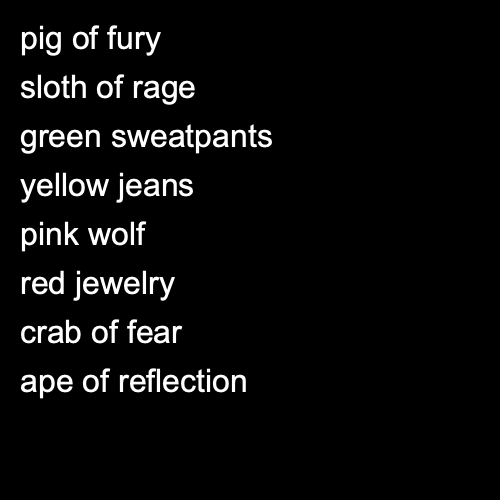 pig of fury
sloth of rage
green sweatpants
yellow jeans
pink wolf
red jewelry
crab of fear
ape of reflection